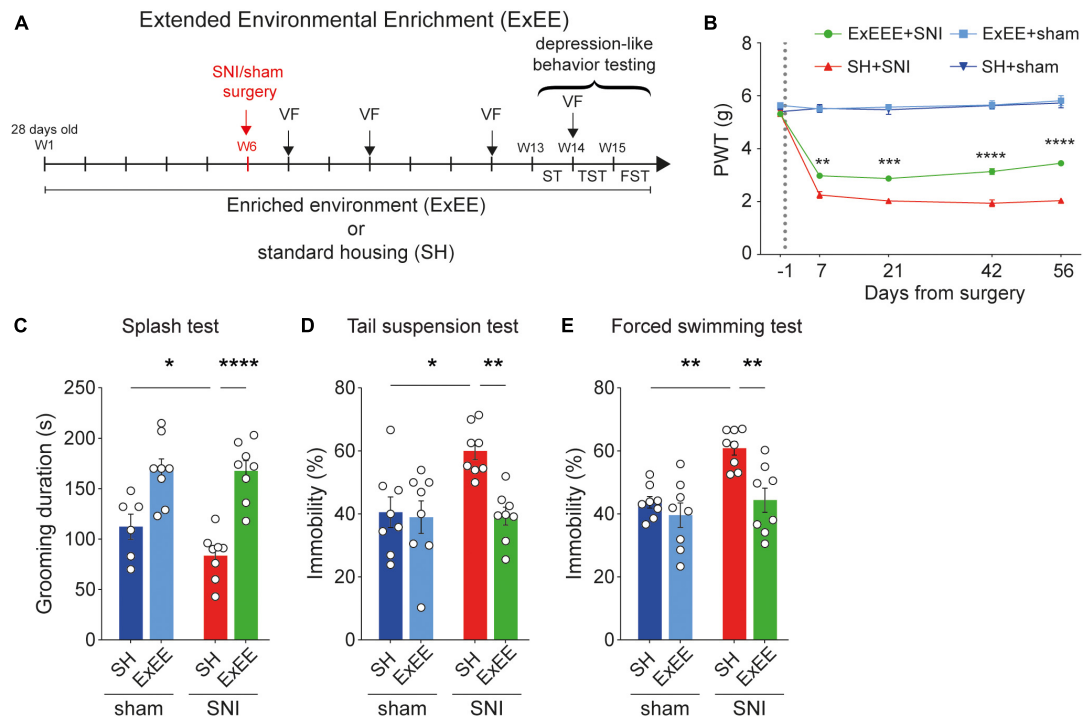 A
Extended Environmental Enrichment (ExEE)
SNI/sham
surgery
depression-like
behavior testing
28 days old
W1
W6
VF
VF
VF
VF
W13
W14
W15
ST
TST
FST
Enriched environment (ExEE)
or
standard housing (SH)
B
ExEEE+SNI
ExEE+sham
SH+SNI
SH+sham
PWT (g)
8
6
4
2
0
**
***
****
****
-1
7
21
42
56
Days from surgery
C
Splash test
*
****
Grooming duration (s)
250
200
150
100
50
0
SH
ExEE
SH
ExEE
sham
SNI
D
Tail suspension test
*
**
Immobility (%)
80
60
40
20
0
SH
ExEE
SH
ExEE
sham
SNI
E
Forced swimming test
**
**
Immobility (%)
80
60
40
20
0
SH
ExEE
SH
ExEE
sham
SNI